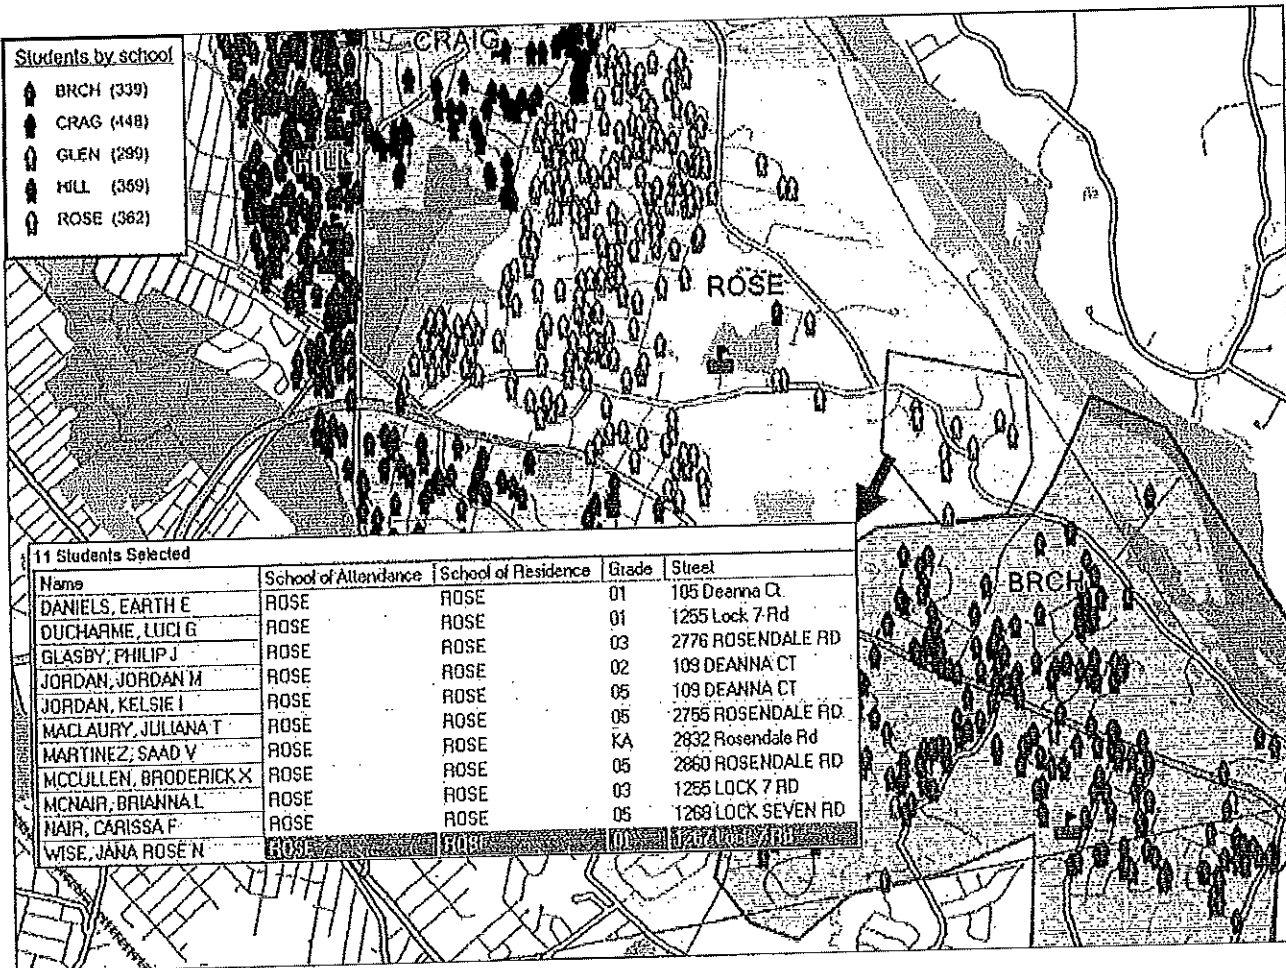 Students by school
BRCH (339)
CRAG (448)
GLEN (299)
HILL (359)
ROSE (362)
CRAIG
HILL
ROSE
BRCH
11 Students Selected
Name School of Attendance School of Residence Grade Street
DANIELS, EARTH E ROSE ROSE 01 105 Deanna Ct.
DUCHARME, LUCI G ROSE ROSE 01 1255 Lock 7 Rd
GLASBY, PHILIP J ROSE ROSE 03 2776 ROSENDALE RD
JORDAN, JORDAN M ROSE ROSE 02 109 DEANNA CT
JORDAN, KELSIE I ROSE ROSE 05 109 DEANNA CT
MACLAURY, JULIANA T ROSE ROSE 05 2755 ROSENDALE RD
MARTINEZ, SAAD V ROSE ROSE KA 2832 Rosendale Rd
MCCULLEN, BRODERICK X ROSE ROSE 05 2860 ROSENDALE RD
MCNAIR, BRIANNA L ROSE ROSE 03 1255 LOCK 7 RD
NAIR, CARISSA F ROSE ROSE 05 1268 LOCK SEVEN RD
WISE, JANA ROSE N ROSE ROSE 01